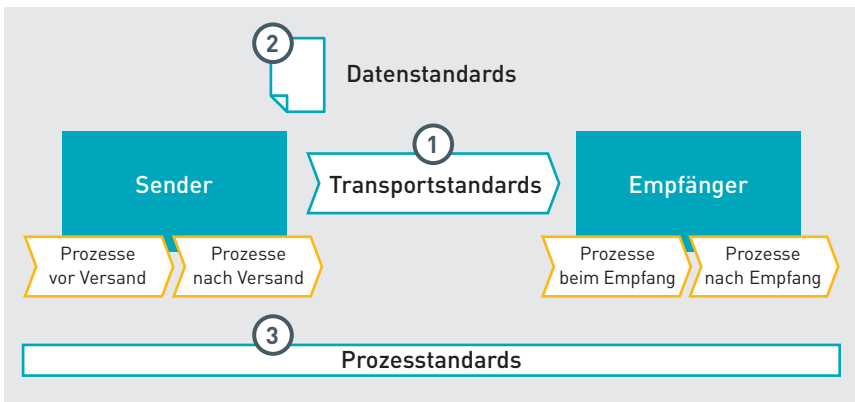 2
Datenstandards
1
Sender
Transportstandards
Empfänger
Prozesse
vor Versand
Prozesse
nach Versand
Prozesse
beim Empfang
Prozesse
nach Empfang
3
Prozesstandards